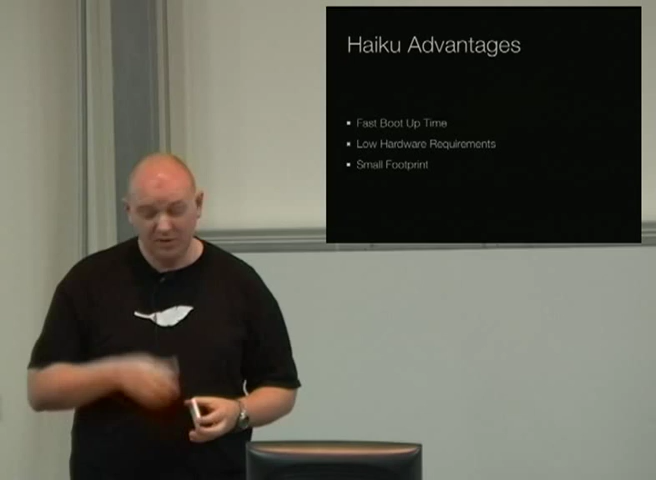 Haiku Advantages
Fast Boot Up Time
Low Hardware Requirements
Small Footprint